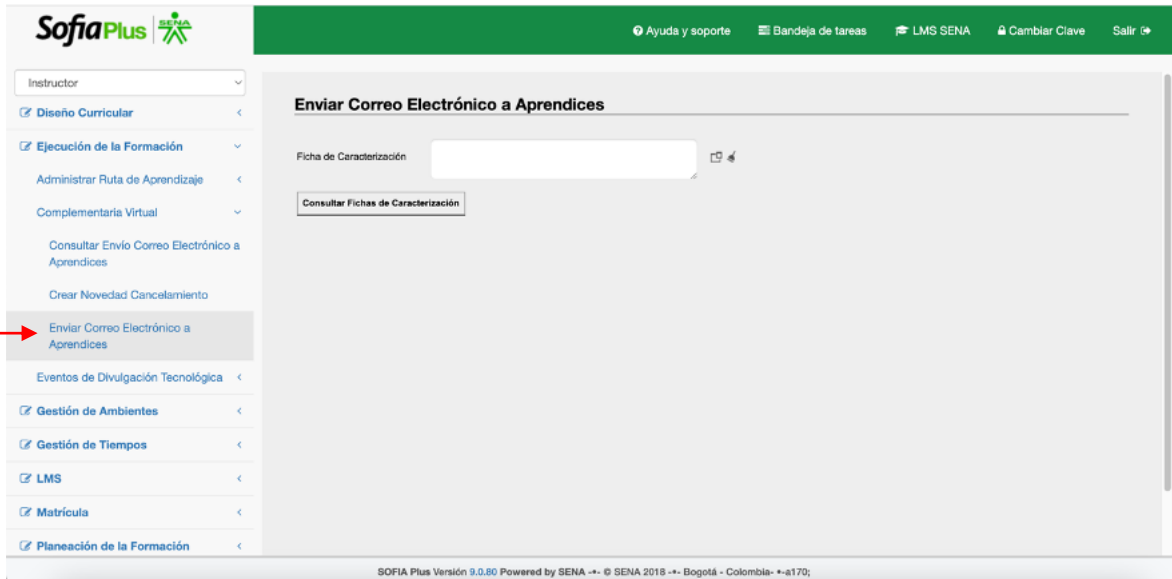 SofiaPlus SENA
Ayuda y soporte Bandeja de tareas LMS SENA Cambiar Clave Salir
Instructor
Diseño Curricular
Ejecución de la Formación
Administrar Ruta de Aprendizaje
Complementaria Virtual
Consultar Envío Correo Electrónico a
Aprendices
Crear Novedad Cancelamiento
Enviar Correo Electrónico a
Aprendices
Eventos de Divulgación Tecnológica
Gestión de Ambientes
Gestión de Tiempos
LMS
Matrícula
Planeación de la Formación
Enviar Correo Electrónico a Aprendices
Ficha de Caracterización
Consultar Fichas de Caracterización
SOFIA Plus Versión 9.0.80 Powered by SENA -•- © SENA 2018 -•- Bogotá - Colombia- •-a170;